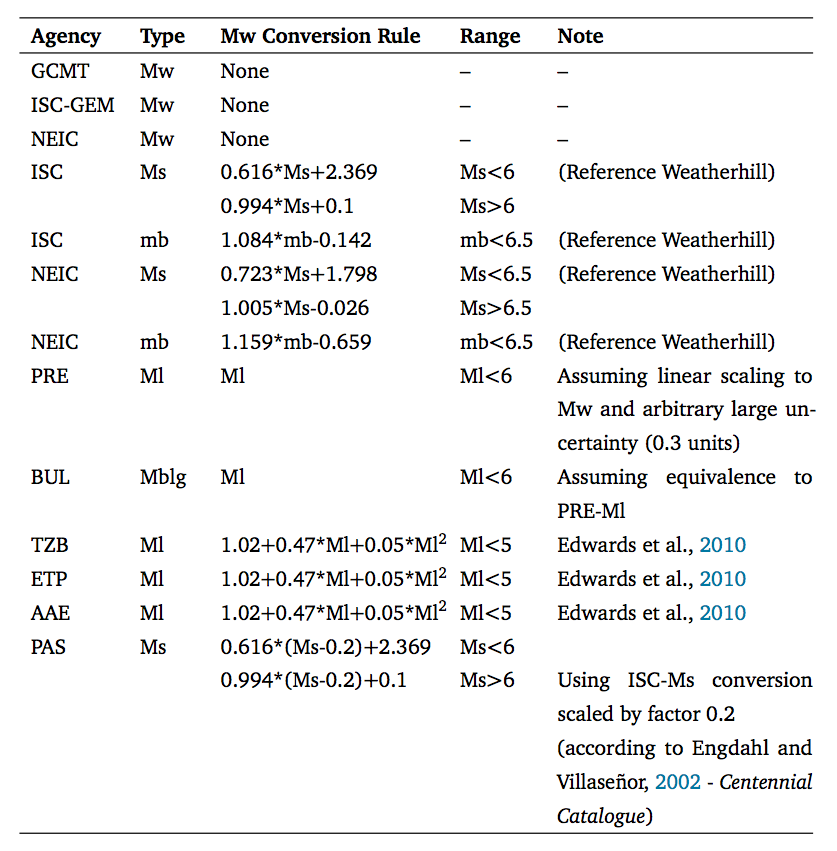 Agency Type Mw Conversion Rule Range Note
GCMT Mw None – –
ISC-GEM Mw None – –
NEIC Mw None – –
ISC Ms 0.616*Ms+2.369 Ms<6 (Reference Weatherhill)
0.994*Ms+0.1 Ms>6
ISC mb 1.084*mb-0.142 mb<6.5 (Reference Weatherhill)
NEIC Ms 0.723*Ms+1.798 Ms<6.5 (Reference Weatherhill)
1.005*Ms-0.026 Ms>6.5
NEIC mb 1.159*mb-0.659 mb<6.5 (Reference Weatherhill)
PRE Ml Ml Ml<6 Assuming linear scaling to
Mw and arbitrary large un-
certainty (0.3 units)
BUL Mblg Ml Ml<6 Assuming equivalence to
PRE-Ml
TZB Ml 1.02+0.47*Ml+0.05*Ml² Ml<5 Edwards et al., 2010
ETP Ml 1.02+0.47*Ml+0.05*Ml² Ml<5 Edwards et al., 2010
AAE Ml 1.02+0.47*Ml+0.05*Ml² Ml<5 Edwards et al., 2010
PAS Ms 0.616*(Ms-0.2)+2.369 Ms<6
0.994*(Ms-0.2)+0.1 Ms>6 Using ISC-Ms conversion
scaled by factor 0.2
(according to Engdahl and
Villaseñor, 2002 - Centennial
Catalogue)